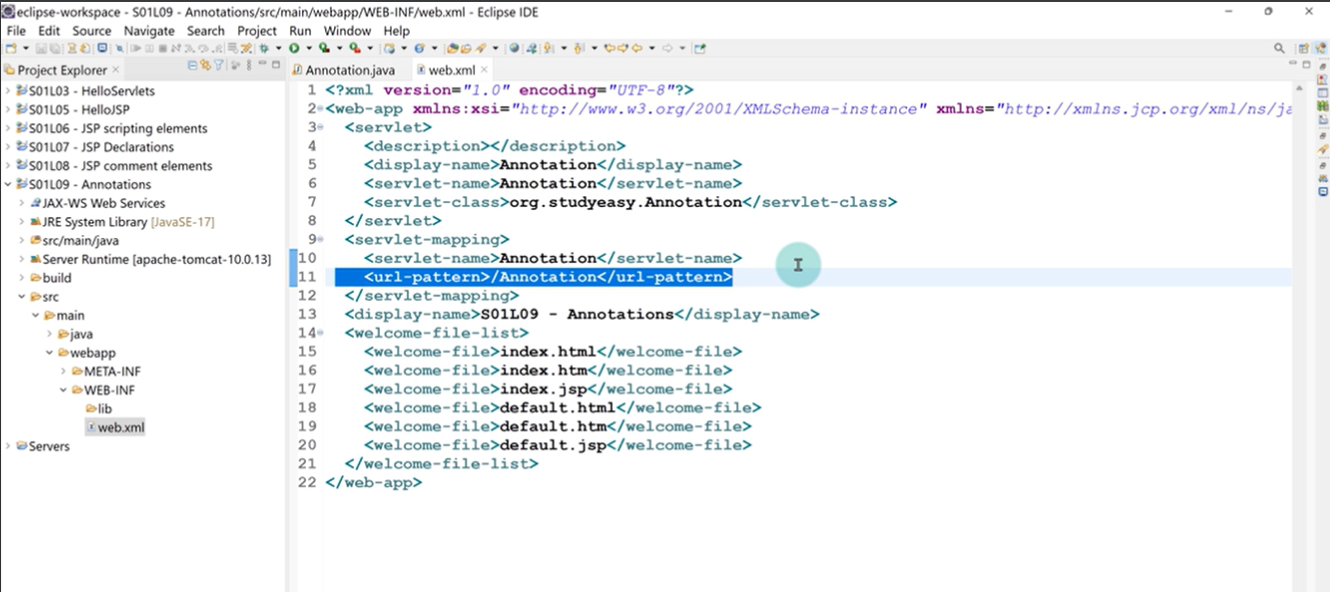 eclipse-workspace - S01L09 - Annotations/src/main/webapp/WEB-INF/web.xml - Eclipse IDE
File Edit Source Navigate Search Project Run Window Help
Project Explorer
S01L03 - HelloServlets
S01L05 - HelloJSP
S01L06 - JSP scripting elements
S01L07 - JSP Declarations
S01L08 - JSP comment elements
S01L09 - Annotations
JAX-WS Web Services
JRE System Library [JavaSE-17]
src/main/java
Server Runtime [apache-tomcat-10.0.13]
build
src
main
java
webapp
META-INF
WEB-INF
lib
web.xml
Servers
Annotation.java web.xml
1 <?xml version="1.0" encoding="UTF-8"?>
2 <web-app xmlns:xsi="http://www.w3.org/2001/XMLSchema-instance" xmlns="http://xmlns.jcp.org/xml/ns/ja
3 <servlet>
4 <description></description>
5 <display-name>Annotation</display-name>
6 <servlet-name>Annotation</servlet-name>
7 <servlet-class>org.studyeasy.Annotation</servlet-class>
8 </servlet>
9 <servlet-mapping>
10 <servlet-name>Annotation</servlet-name>
11 <url-pattern>/Annotation</url-pattern>
12 </servlet-mapping>
13 <display-name>S01L09 - Annotations</display-name>
14 <welcome-file-list>
15 <welcome-file>index.html</welcome-file>
16 <welcome-file>index.htm</welcome-file>
17 <welcome-file>index.jsp</welcome-file>
18 <welcome-file>default.html</welcome-file>
19 <welcome-file>default.htm</welcome-file>
20 <welcome-file>default.jsp</welcome-file>
21 </welcome-file-list>
22 </web-app>